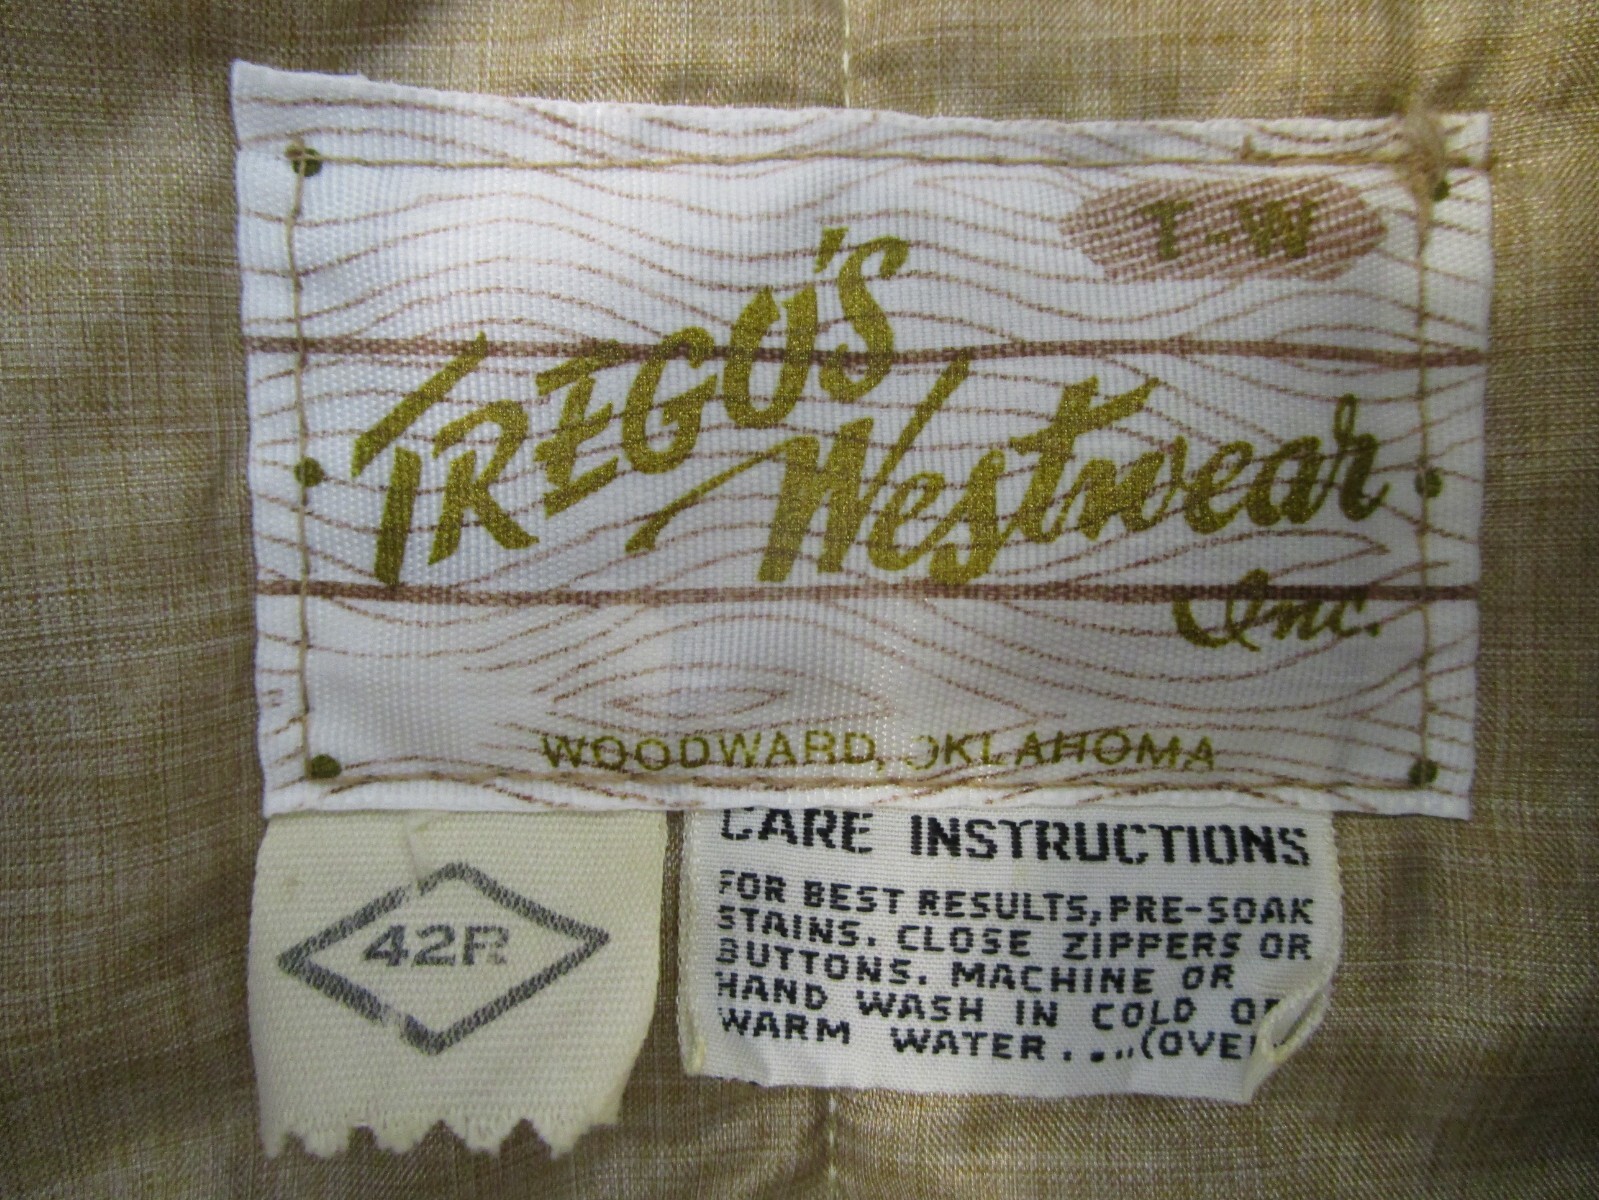 T-W
TREGO'S
Westwear
Inc.
WOODWARD, OKLAHOMA
42R
CARE INSTRUCTIONS
FOR BEST RESULTS, PRE-SOAK
STAINS. CLOSE ZIPPERS OR
BUTTONS. MACHINE OR
HAND WASH IN COLD OR
WARM WATER....(OVER